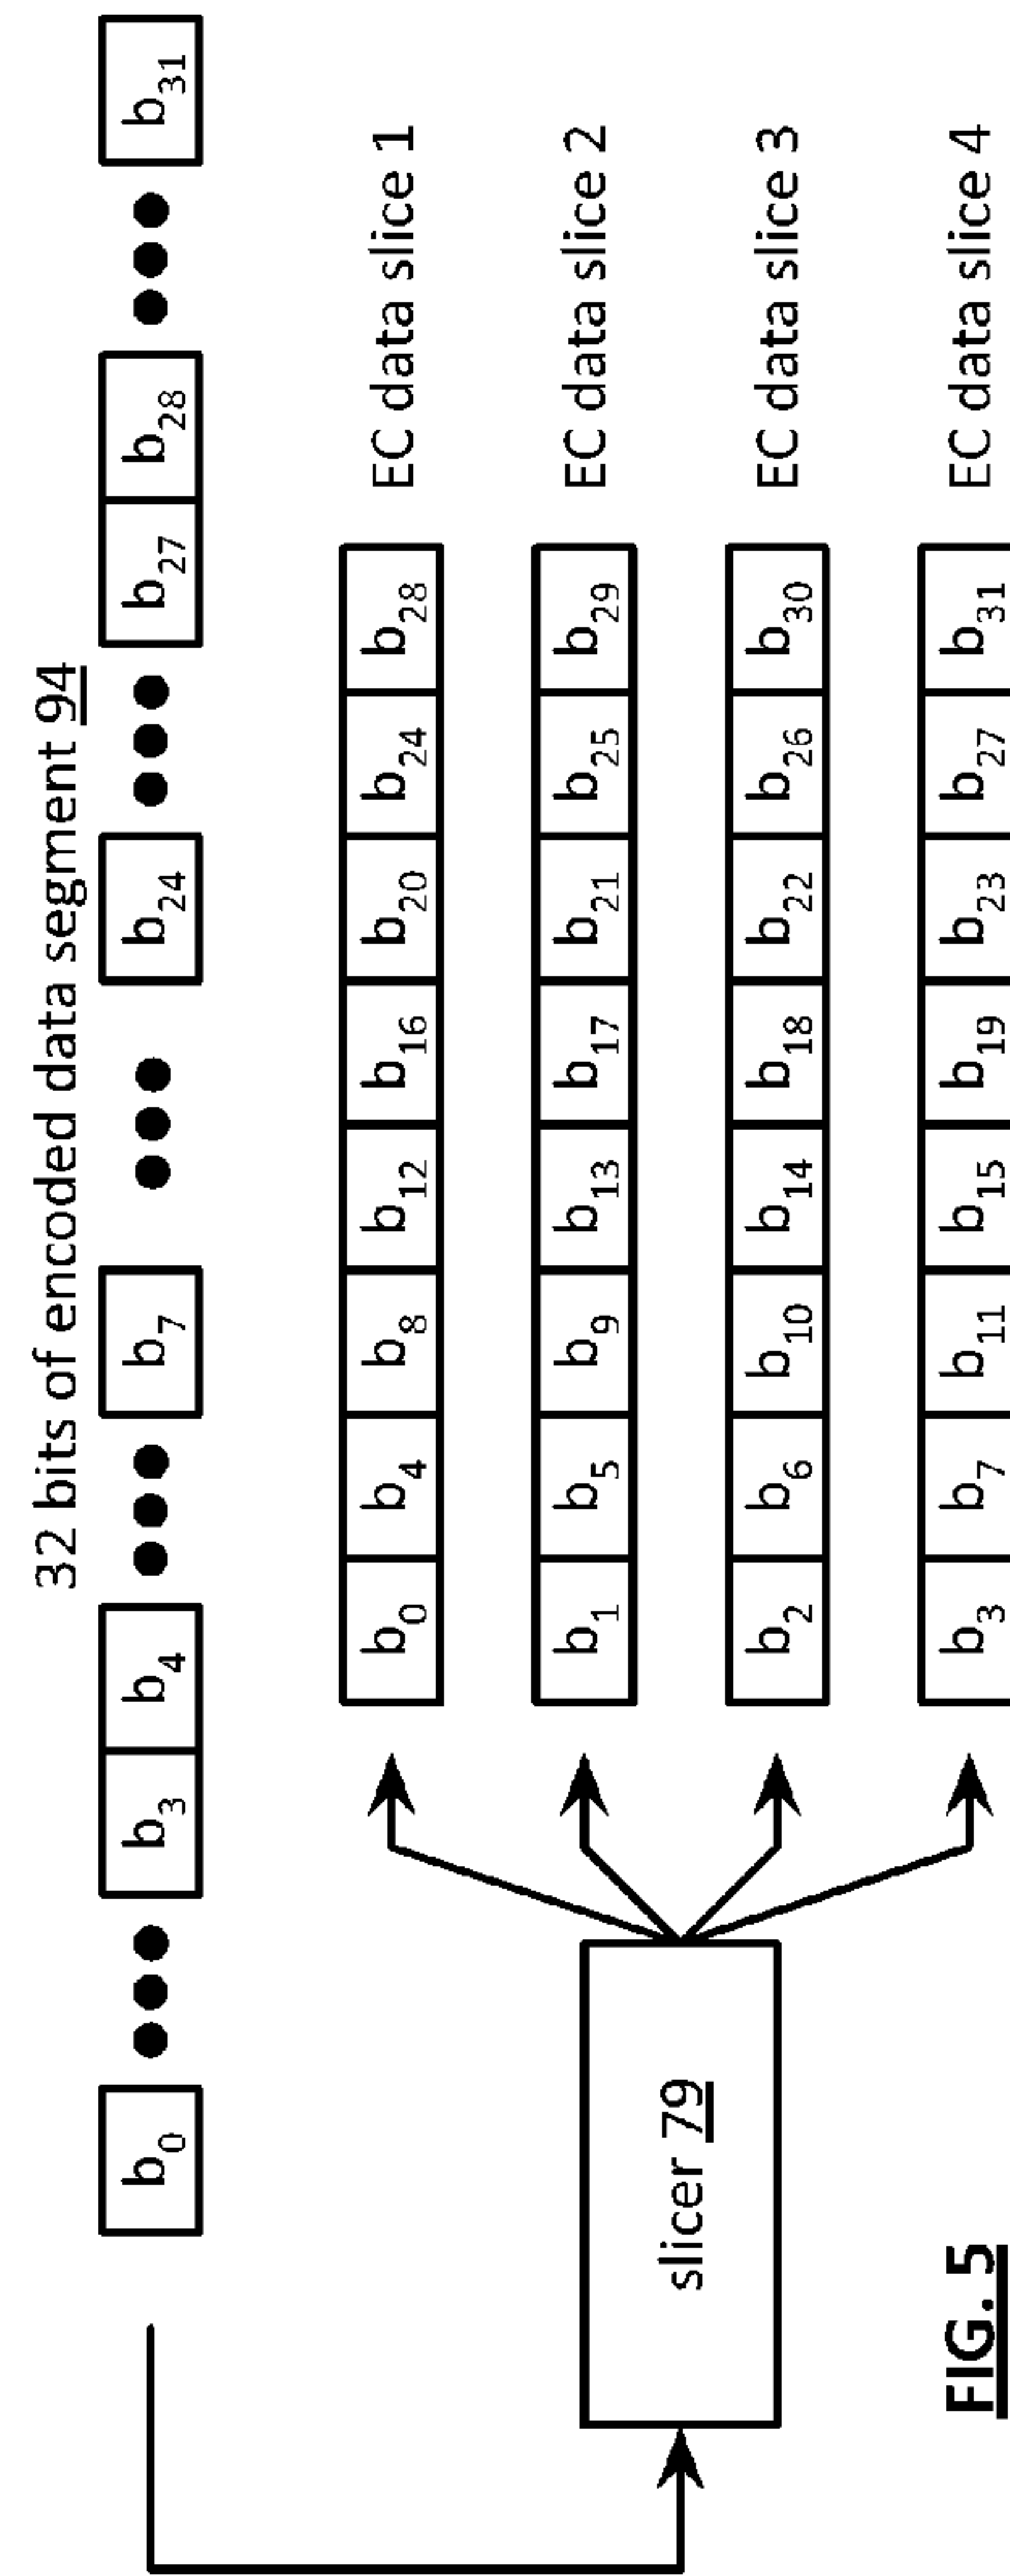 32 bits of encoded data segment 94
b0 ••• b3 b4 ••• b7 ••• b24 ••• b27 b28 ••• b31
b0 b4 b8 b12 b16 b20 b24 b28 EC data slice 1
b1 b5 b9 b13 b17 b21 b25 b29 EC data slice 2
slicer 79
b2 b6 b10 b14 b18 b22 b26 b30 EC data slice 3
b3 b7 b11 b15 b19 b23 b27 b31 EC data slice 4
FIG. 5